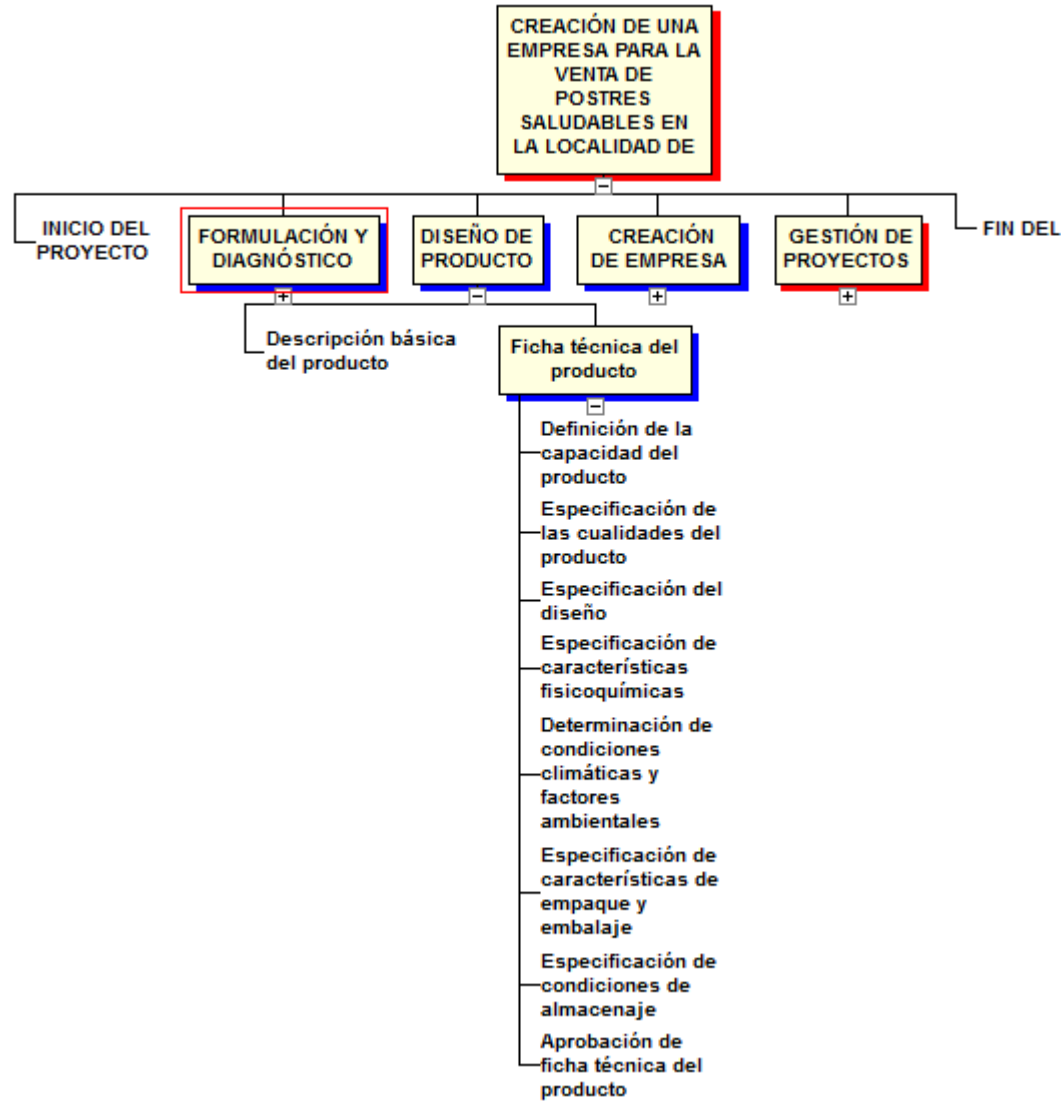 CREACIÓN DE UNA
EMPRESA PARA LA
VENTA DE
POSTRES
SALUDABLES EN
LA LOCALIDAD DE
INICIO DEL
PROYECTO
FORMULACIÓN Y
DIAGNÓSTICO
DISEÑO DE
PRODUCTO
CREACIÓN
DE EMPRESA
GESTIÓN DE
PROYECTOS
FIN DEL
Descripción básica
del producto
Ficha técnica del
producto
Definición de la
capacidad del
producto
Especificación de
las cualidades del
producto
Especificación del
diseño
Especificación de
características
fisicoquímicas
Determinación de
condiciones
climáticas y
factores
ambientales
Especificación de
características de
empaque y
embalaje
Especificación de
condiciones de
almacenaje
Aprobación de
ficha técnica del
producto